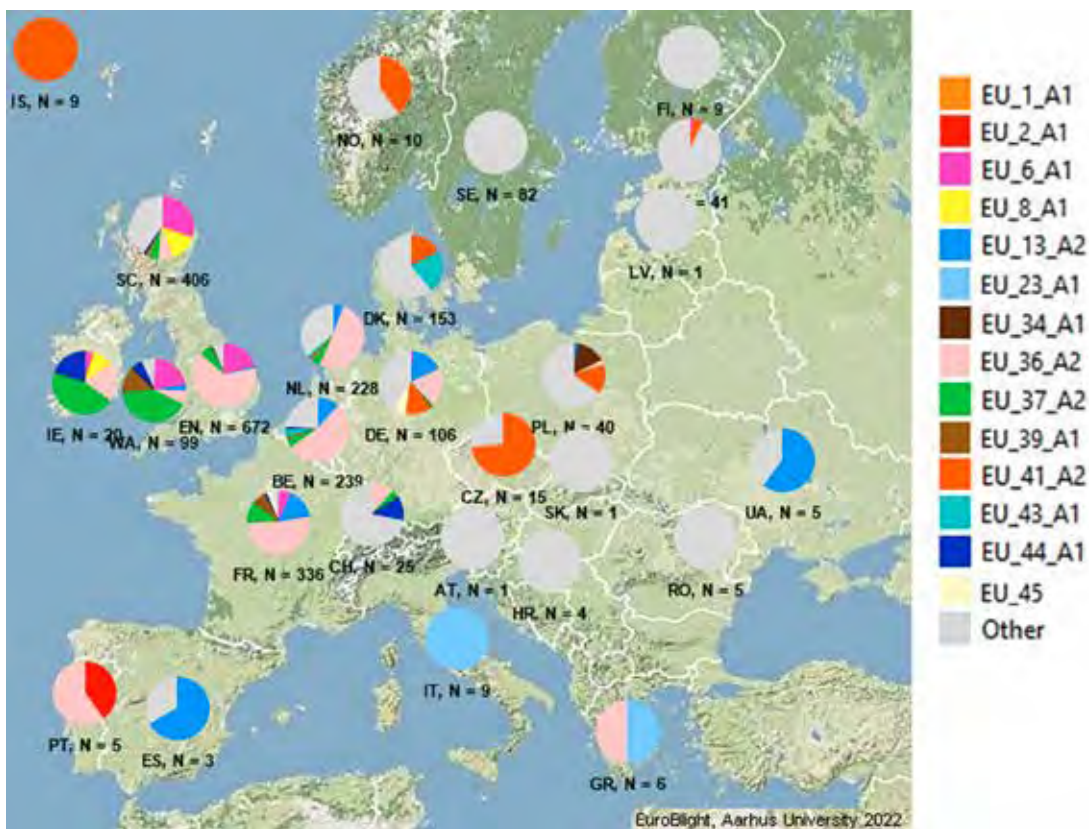 IS, N = 9
NO, N = 10
FI, N = 9
SE, N = 82
41
LV, N = 1
SC, N = 406
DK, N = 153
NL, N = 228
IE, N = 20
WA, N = 99
EN, N = 672
DE, N = 106
PL, N = 40
BE, N = 239
CZ, N = 15
SK, N = 1
UA, N = 5
FR, N = 336
CH, N = 25
AT, N = 1
HR, N = 4
RO, N = 5
IT, N = 9
PT, N = 5
ES, N = 3
GR, N = 6
EuroBlight, Aarhus University 2022
EU_1_A1
EU_2_A1
EU_6_A1
EU_8_A1
EU_13_A2
EU_23_A1
EU_34_A1
EU_36_A2
EU_37_A2
EU_39_A1
EU_41_A2
EU_43_A1
EU_44_A1
EU_45
Other